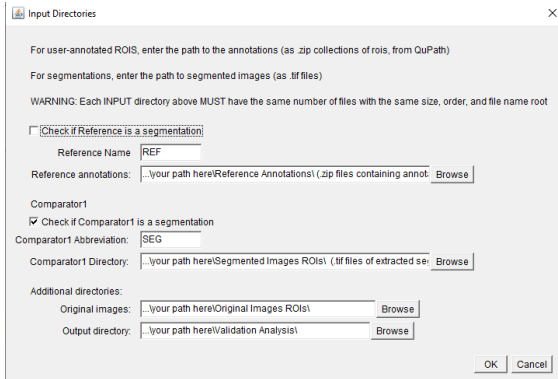 Input Directories
For user-annotated ROIS, enter the path to the annotations (as .zip collections of rois, from QuPath)
For segmentations, enter the path to segmented images (as .tif files)
WARNING: Each INPUT directory above MUST have the same number of files with the same size, order, and file name root
Check if Reference is a segmentation
Reference Name REF
Reference annotations: ...\your path here\Reference Annotations\ (.zip files containing annot Browse
Comparator1
Check if Comparator1 is a segmentation
Comparator1 Abbreviation: SEG
Comparator1 Directory: ...\your path here\Segmented Images ROIs\ (.tif files of extracted se Browse
Additional directories:
Original images: ...\your path here\Original Images ROIs\ Browse
Output directory: ...\your path here\Validation Analysis\ Browse
OK Cancel